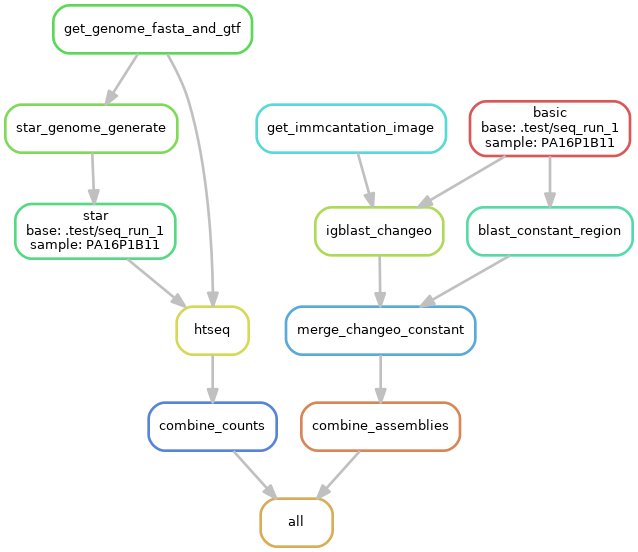 get_genome_fasta_and_gtf
star_genome_generate
get_immcantation_image
basic
base: .test/seq_run_1
sample: PA16P1B11
star
base: .test/seq_run_1
sample: PA16P1B11
igblast_changeo
blast_constant_region
htseq
merge_changeo_constant
combine_counts
combine_assemblies
all